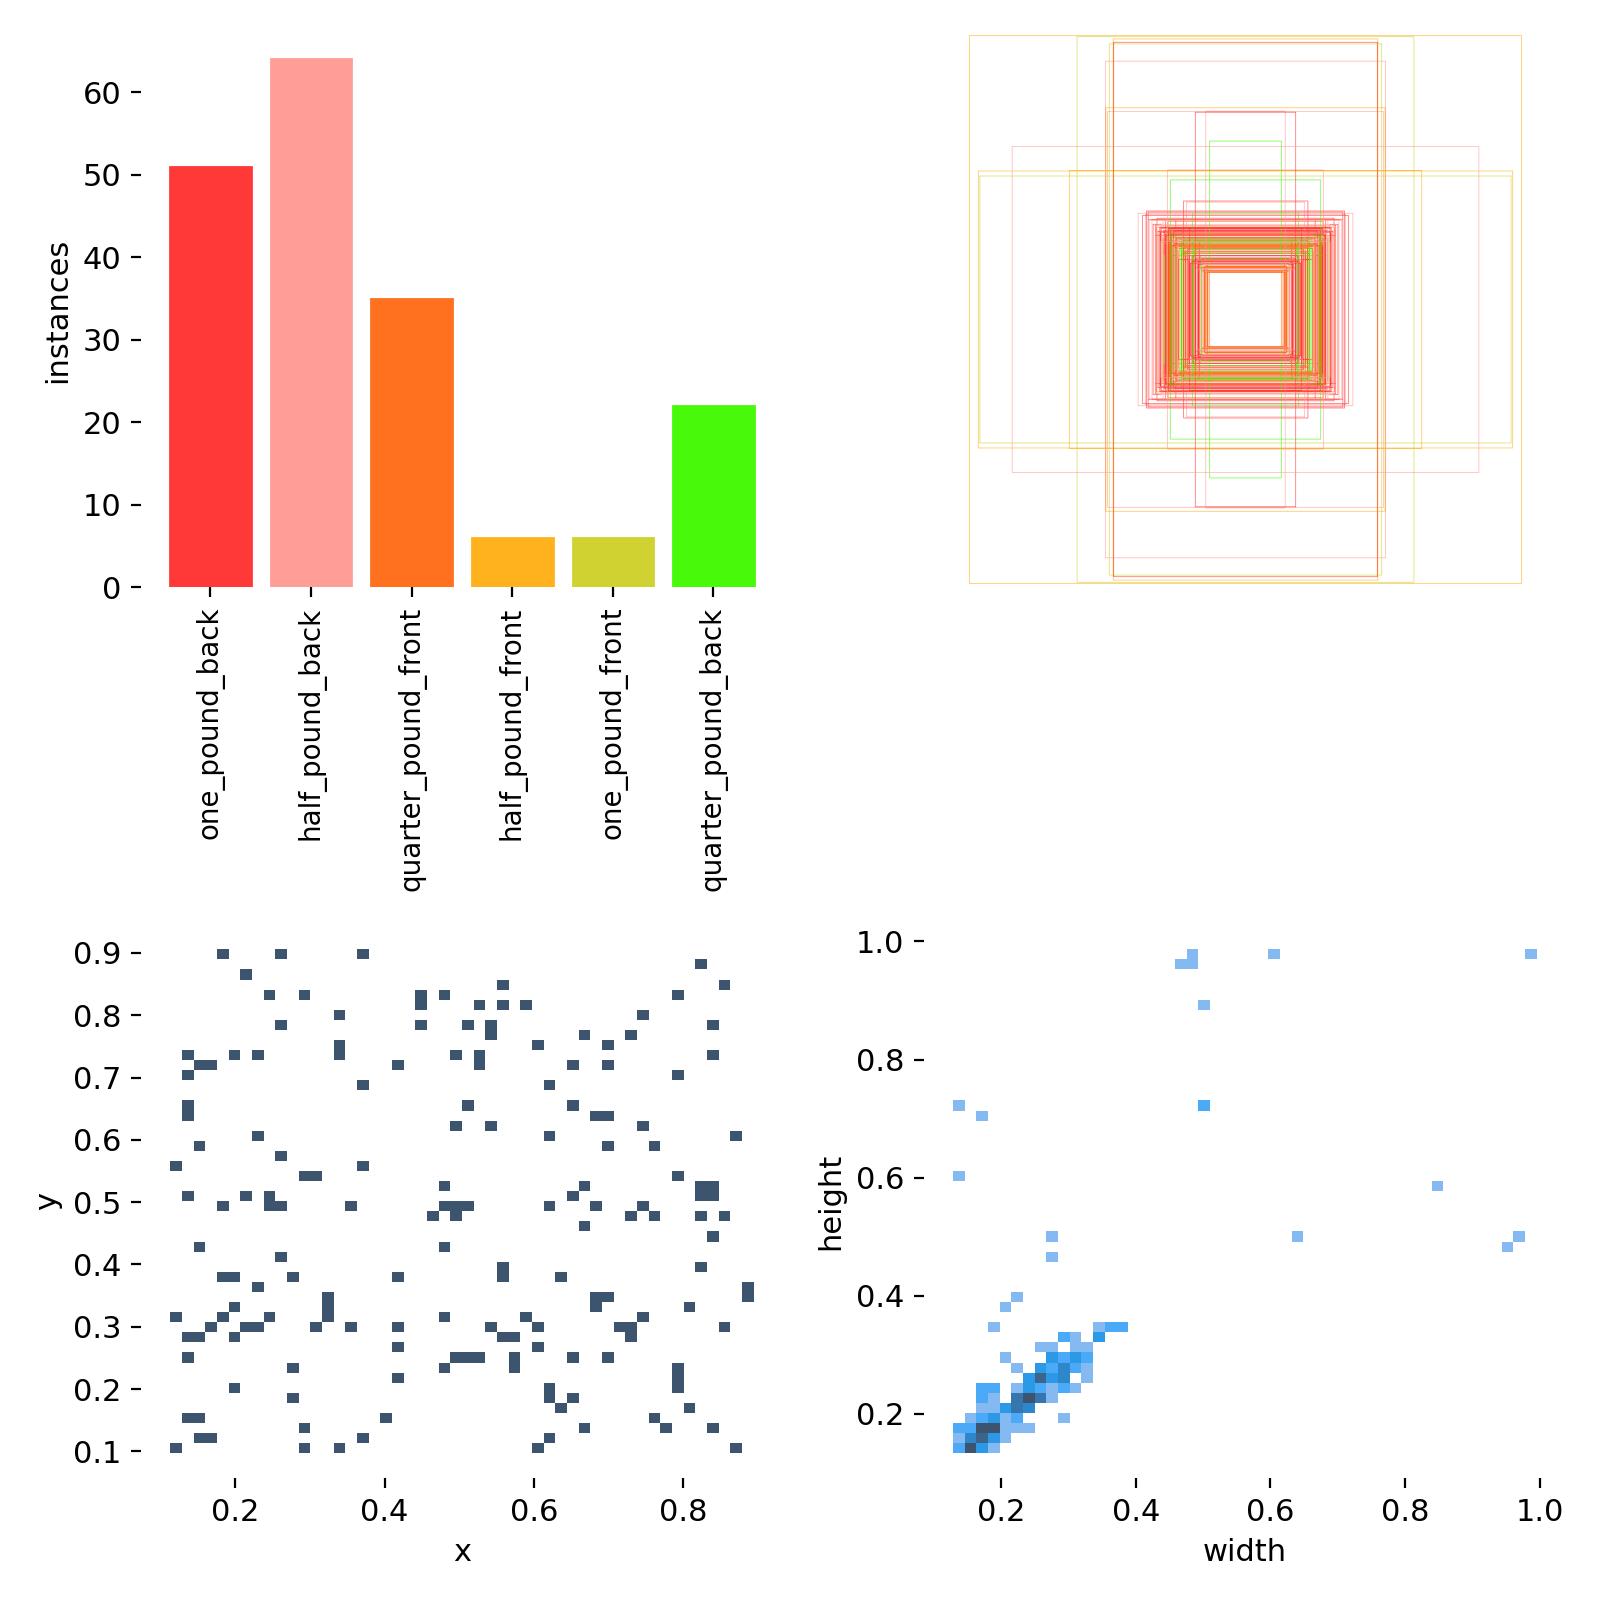 instances
60
50
40
30
20
10
0
one_pound_back
half_pound_back
quarter_pound_front
half_pound_front
one_pound_front
quarter_pound_back
y
0.9
0.8
0.7
0.6
0.5
0.4
0.3
0.2
0.1
0.2 0.4 0.6 0.8
x
height
1.0
0.8
0.6
0.4
0.2
0.2 0.4 0.6 0.8 1.0
width